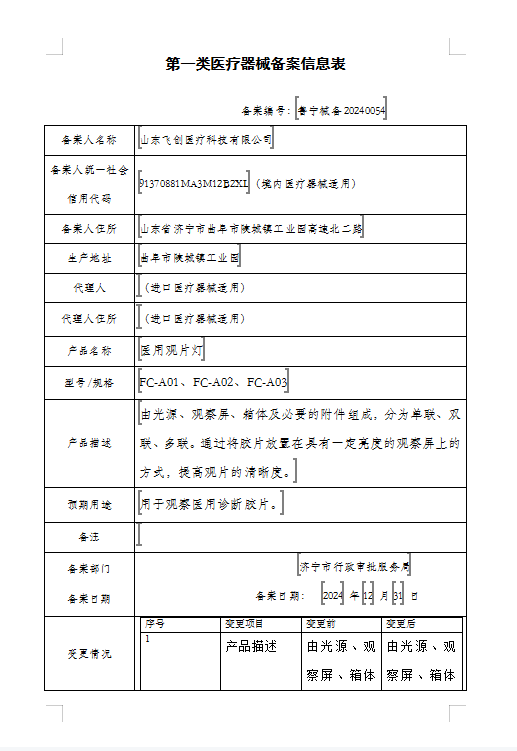 第一类医疗器械备案信息表
备案编号：鲁宁械备20240054
备案人名称 山东飞创医疗科技有限公司
备案人统一社会
信用代码
91370881MA3M1ZBZXL（境内医疗器械适用）
备案人住所 山东省济宁市曲阜市陵城镇工业园高速北二路
生产地址 曲阜市陵城镇工业园
代理人 （进口医疗器械适用）
代理人住所 （进口医疗器械适用）
产品名称 医用观片灯
型号/规格 FC-A01、FC-A02、FC-A03
产品描述
由光源、观察屏、箱体及必要的附件组成，分为单联、双
联、多联。通过将胶片放置在具有一定亮度的观察屏上的
方式，提高观片的清晰度。
预期用途 用于观察医用诊断胶片。
备注
备案部门 济宁市行政审批服务局
备案日期 备案日期： 2024 年 12 月 31 日
变更情况
序号 变更项目 变更前 变更后
1 产品描述 由光源、观 由光源、观
察屏、箱体 察屏、箱体